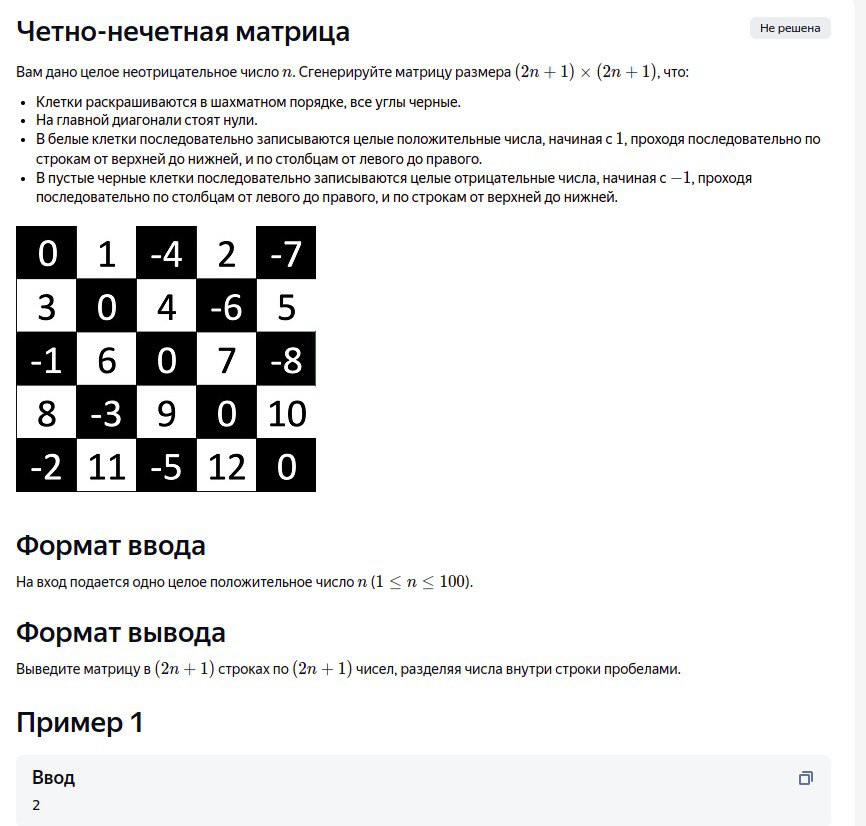 Четно-нечетная матрица
Не решена
Вам дано целое неотрицательное число n. Сгенерируйте матрицу размера (2n + 1) × (2n + 1), что:
• Клетки раскрашиваются в шахматном порядке, все углы черные.
• На главной диагонали стоят нули.
• В белые клетки последовательно записываются целые положительные числа, начиная с 1, проходя последовательно по
строкам от верхней до нижней, и по столбцам от левого до правого.
• В пустые черные клетки последовательно записываются целые отрицательные числа, начиная с −1, проходя
последовательно по столбцам от левого до правого, и по строкам от верхней до нижней.
0 1 -4 2 -7
3 0 4 -6 5
-1 6 0 7 -8
8 -3 9 0 10
-2 11 -5 12 0
Формат ввода
На вход подается одно целое положительное число n (1 ≤ n ≤ 100).
Формат вывода
Выведите матрицу в (2n + 1) строках по (2n + 1) чисел, разделяя числа внутри строки пробелами.
Пример 1
Ввод
2